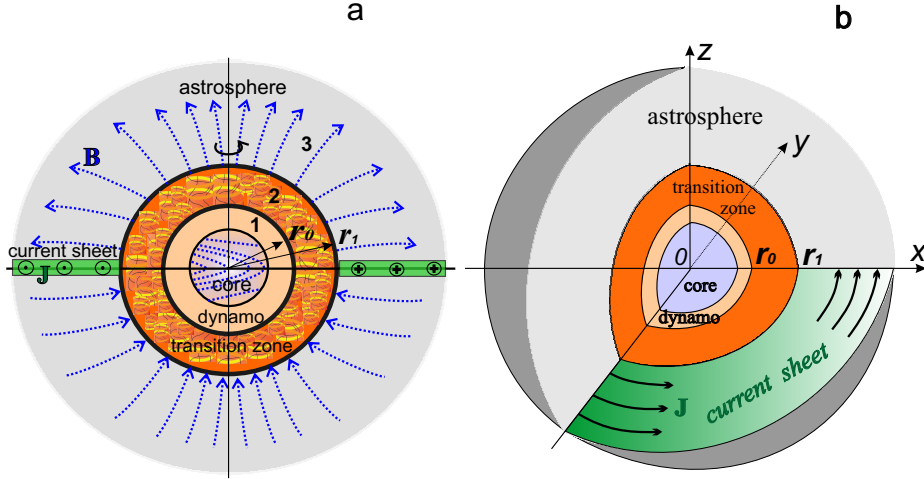 a
astrosphere
3
B
2
1
r₀
r₁
current sheet
J
core
dynamo
transition zone
b
z
astrosphere
y
transition
zone
0
r₀
r₁
x
core
dynamo
J
current sheet